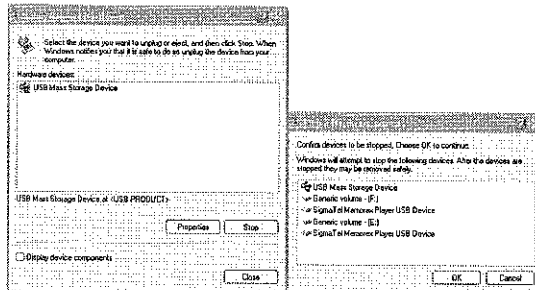 Select the device you want to unplug or eject, and then click Stop. When
Windows notifies you that it is safe to do so unplug the device from your
computer.
Hardware devices:
USB Mass Storage Device
USB Mass Storage Device at <USB PRODUCT>
Properties
Stop
Display device components
Close
Confirm devices to be stopped, Choose OK to continue.
Windows will attempt to stop the following devices. After the devices are
stopped they may be removed safely.
USB Mass Storage Device
Generic volume - (F:)
SigmaTel Memorex Player USB Device
Generic volume - (E:)
SigmaTel Memorex Player USB Device
OK
Cancel